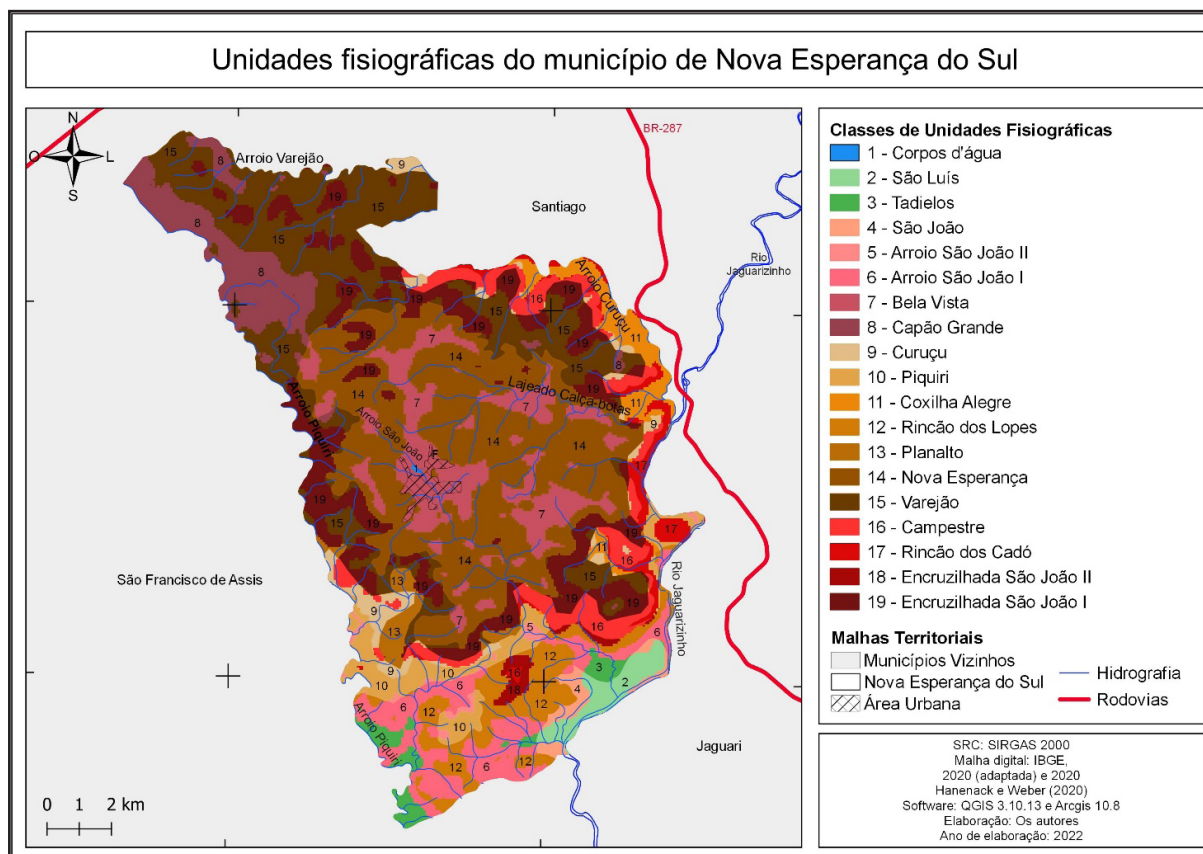 Unidades fisiográficas do município de Nova Esperança do Sul
N
O
L
S
BR-287
Arroio Varejão
Santiago
Rio
Jaguarizinho
Arroio Curuçu
Lajeado Calça-botas
Arroio São João
Arroio Piquiri
São Francisco de Assis
Rio Jaguarizinho
Arroio Piquiri
Jaguari
0 1 2 km
Classes de Unidades Fisiográficas
1 - Corpos d'água
2 - São Luís
3 - Tadielos
4 - São João
5 - Arroio São João II
6 - Arroio São João I
7 - Bela Vista
8 - Capão Grande
9 - Curuçu
10 - Piquiri
11 - Coxilha Alegre
12 - Rincão dos Lopes
13 - Planalto
14 - Nova Esperança
15 - Varejão
16 - Campestre
17 - Rincão dos Cadó
18 - Encruzilhada São João II
19 - Encruzilhada São João I
Malhas Territoriais
Municípios Vizinhos
Nova Esperança do Sul
Área Urbana
Hidrografia
Rodovias
SRC: SIRGAS 2000
Malha digital: IBGE,
2020 (adaptada) e 2020
Hanenack e Weber (2020)
Software: QGIS 3.10.13 e Arcgis 10.8
Elaboração: Os autores
Ano de elaboração: 2022